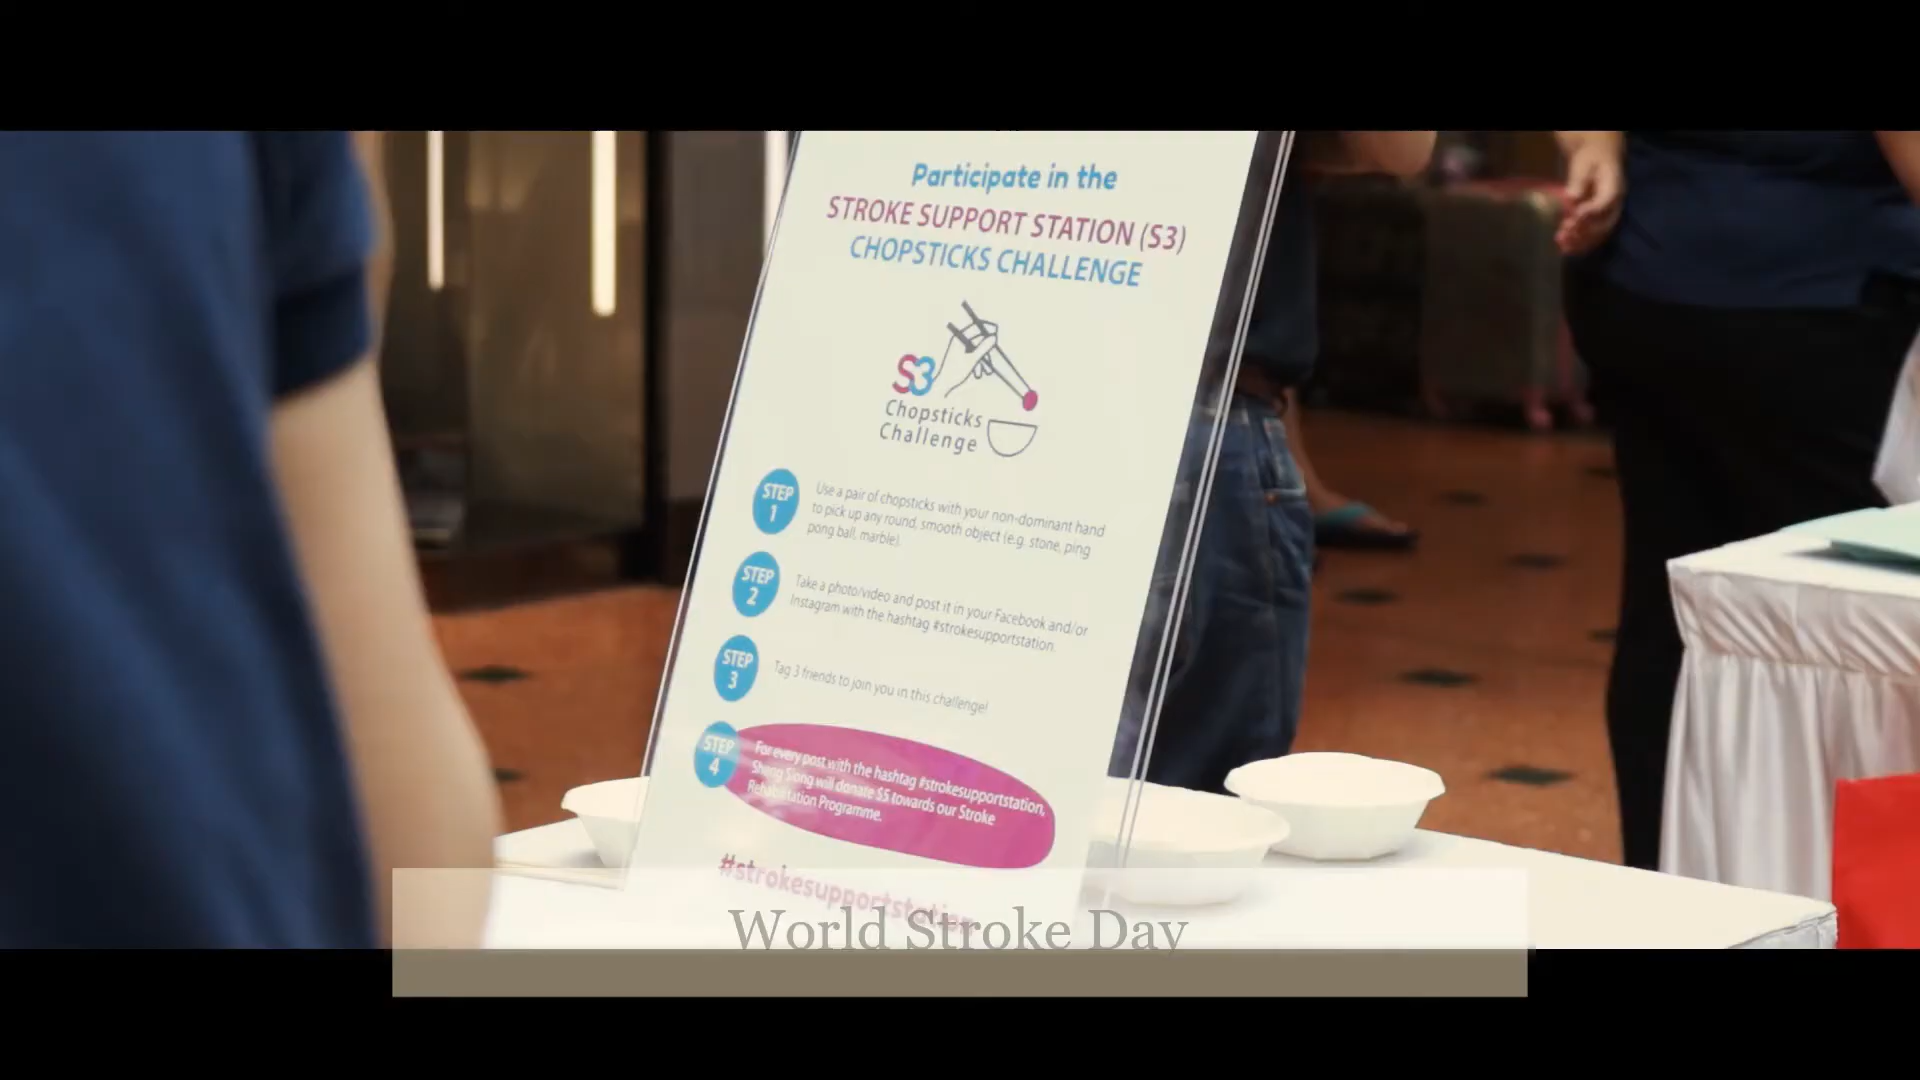 Participate in the
STROKE SUPPORT STATION (S3)
CHOPSTICKS CHALLENGE
S3
Chopsticks
Challenge
STEP
1
Use a pair of chopsticks with your non-dominant hand
to pick up any round, smooth object (e.g. stone, ping
pong ball, marble).
STEP
2
Take a photo/video and post it in your Facebook and/or
Instagram with the hashtag #strokesupportstation.
STEP
3
Tag 3 friends to join you in this challenge!
STEP
4
For every post with the hashtag #strokesupportstation,
Sheng Siong will donate $5 towards our Stroke
Rehabilitation Programme.
#strokesupportstation
World Stroke Day